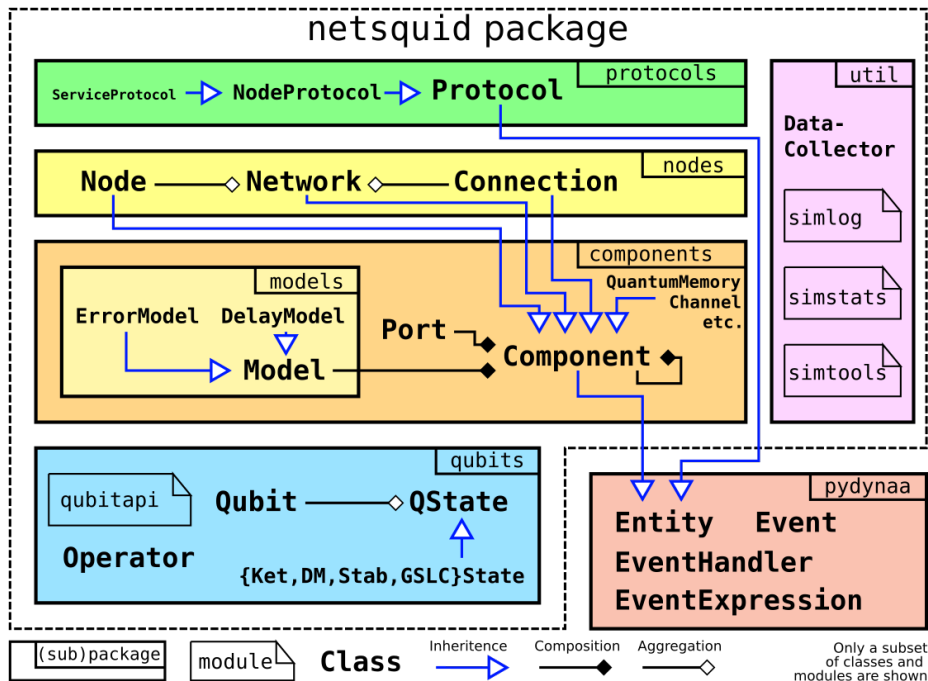 netsquid package
protocols
ServiceProtocol NodeProtocol Protocol
util
Data-
Collector
simlog
simstats
simtools
nodes
Node Network Connection
components
models
ErrorModel DelayModel
Model
Port
QuantumMemory
Channel
etc.
Component
qubits
qubitapi
Qubit QState
Operator
{Ket,DM,Stab,GSLC}State
pydynaa
Entity Event
EventHandler
EventExpression
(sub)package
module
Class
Inheritence
Composition
Aggregation
Only a subset
of classes and
modules are shown